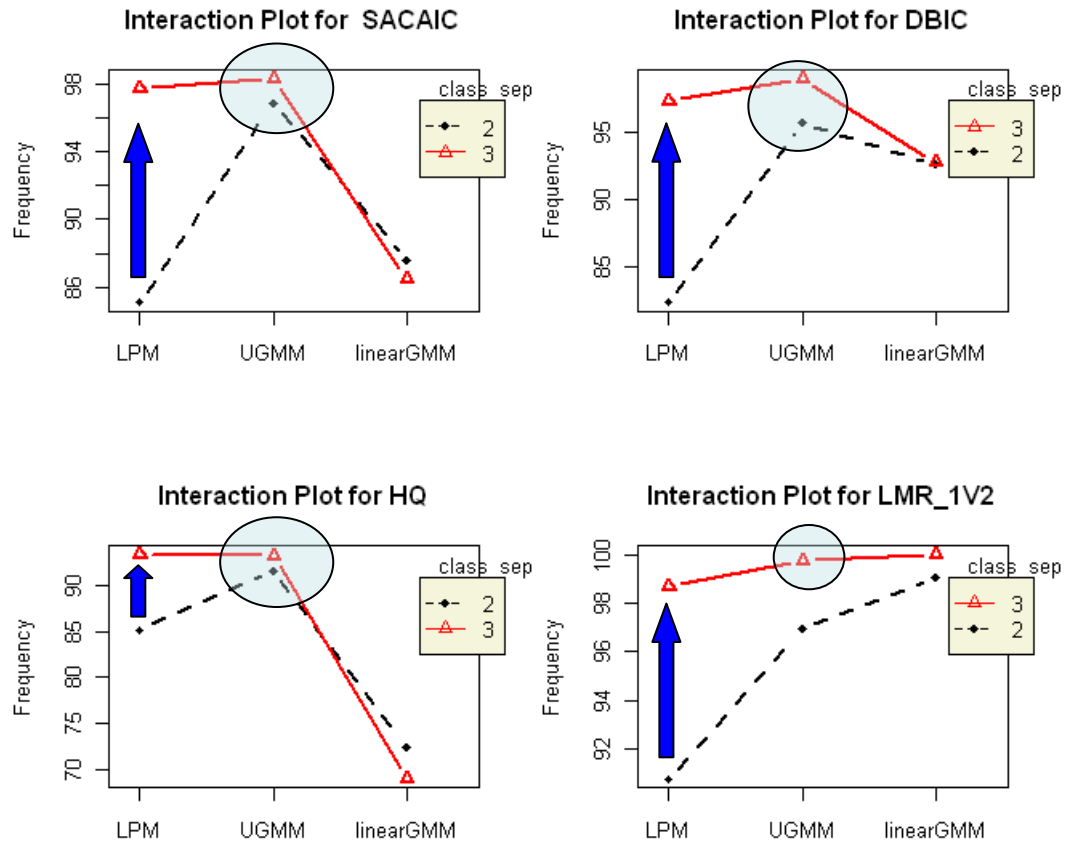 Interaction Plot for SACAIC
Frequency
98
94
90
86
LPM UGMM linearGMM
class_sep
2
3
Interaction Plot for DBIC
Frequency
95
90
85
LPM UGMM linearGMM
class_sep
3
2
Interaction Plot for HQ
Frequency
90
85
80
75
70
LPM UGMM linearGMM
class_sep
2
3
Interaction Plot for LMR_1V2
Frequency
100
98
96
94
92
LPM UGMM linearGMM
class_sep
3
2